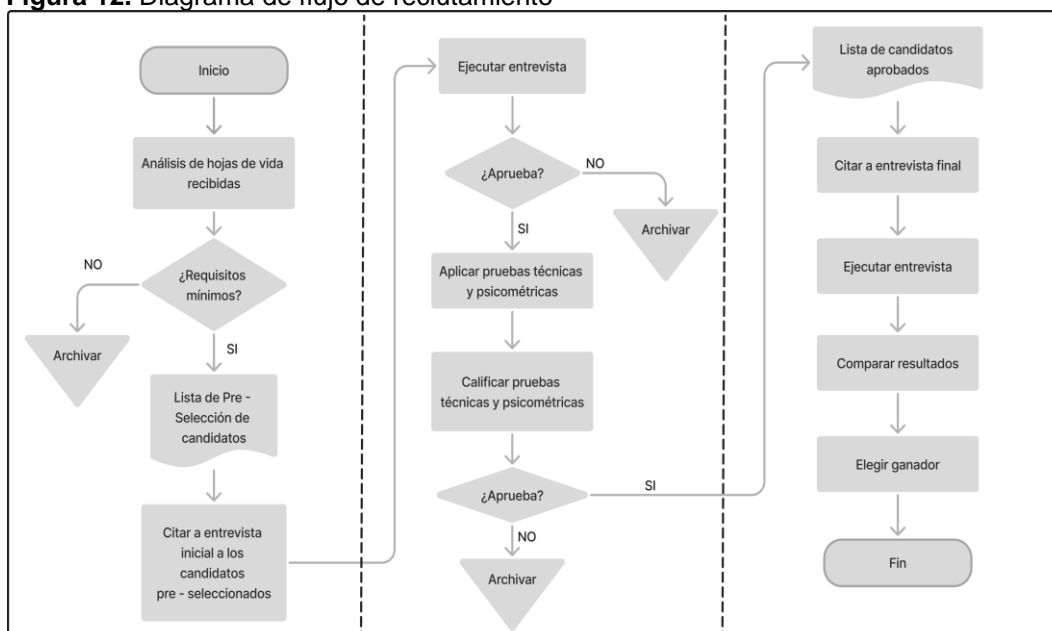 Figura 12. Diagrama de flujo de reclutamiento
Inicio
Análisis de hojas de vida
recibidas
¿Requisitos
mínimos?
NO
Archivar
SI
Lista de Pre -
Selección de
candidatos
Citar a entrevista
inicial a los
candidatos
pre - seleccionados
Ejecutar entrevista
¿Aprueba?
NO
Archivar
SI
Aplicar pruebas técnicas
y psicométricas
Calificar pruebas
técnicas y psicométricas
¿Aprueba?
SI
NO
Archivar
Lista de candidatos
aprobados
Citar a entrevista final
Ejecutar entrevista
Comparar resultados
Elegir ganador
Fin